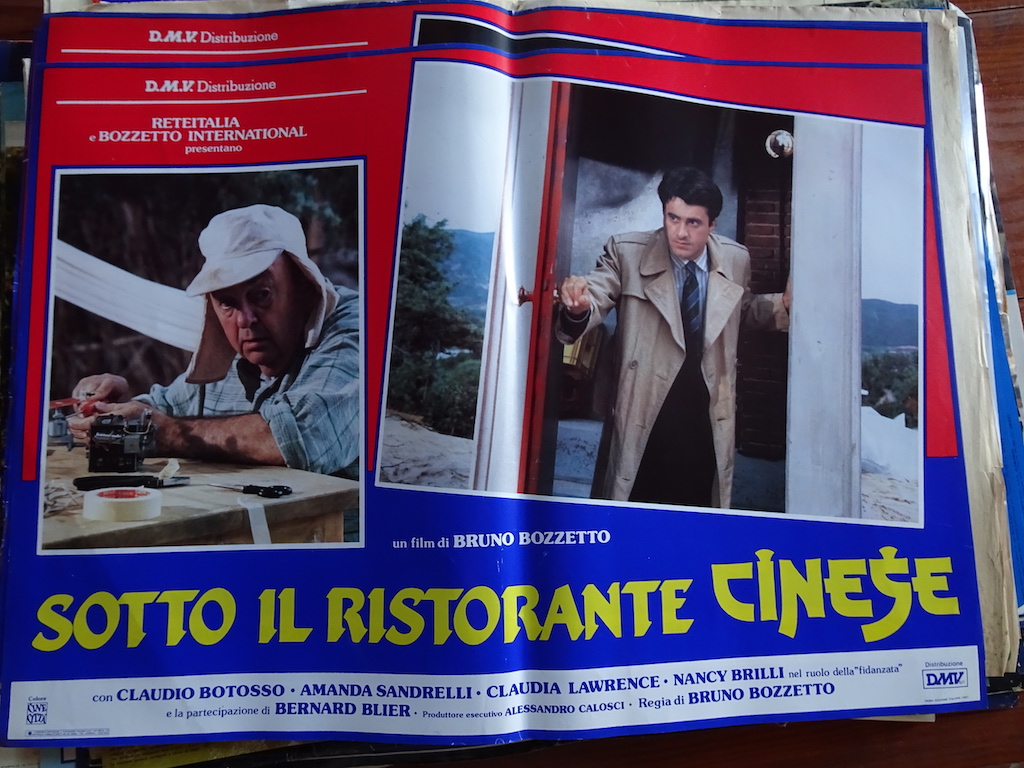 D.M.V. Distribuzione
D.M.V. Distribuzione
RETEITALIA
e BOZZETTO INTERNATIONAL
presentano
un film di BRUNO BOZZETTO
SOTTO IL RISTORANTE CINESE
con CLAUDIO BOTOSSO · AMANDA SANDRELLI · CLAUDIA LAWRENCE · NANCY BRILLI nel ruolo della "fidanzata"
e la partecipazione di BERNARD BLIER · Produttore esecutivo ALESSANDRO CALOSCI · Regia di BRUNO BOZZETTO
Colore
CINECITTA'
Distribuzione
D.M.V.